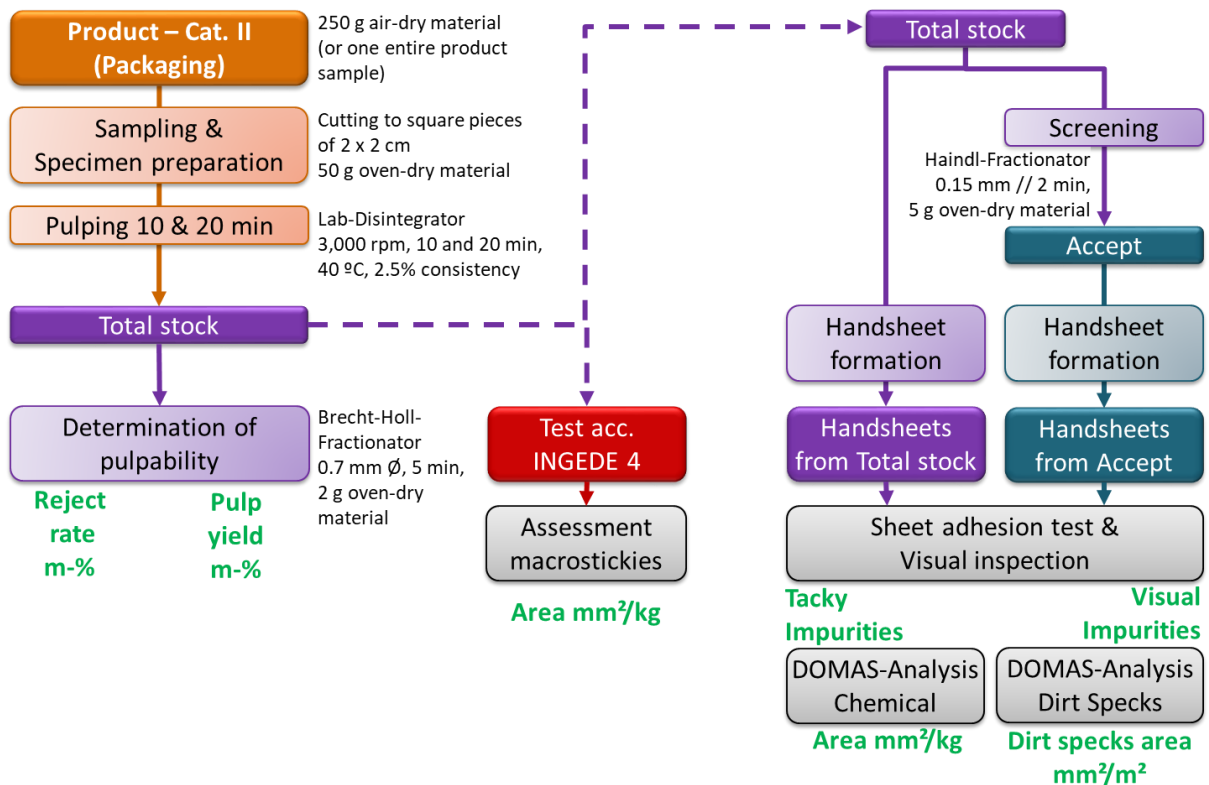 Product – Cat. II
(Packaging)
250 g air-dry material
(or one entire product
sample)
Sampling &
Specimen preparation
Cutting to square pieces
of 2 x 2 cm
50 g oven-dry material
Pulping 10 & 20 min
Lab-Disintegrator
3,000 rpm, 10 and 20 min,
40 ºC, 2.5% consistency
Total stock
Determination of
pulpability
Brecht-Holl-
Fractionator
0.7 mm Ø, 5 min,
2 g oven-dry
material
Reject
rate
m-%
Pulp
yield
m-%
Test acc.
INGEDE 4
Assessment
macrostickies
Area mm²/kg
Total stock
Screening
Haindl-Fractionator
0.15 mm // 2 min,
5 g oven-dry material
Accept
Handsheet
formation
Handsheet
formation
Handsheets
from Total stock
Handsheets
from Accept
Sheet adhesion test &
Visual inspection
Tacky
Impurities
Visual
Impurities
DOMAS-Analysis
Chemical
DOMAS-Analysis
Dirt Specks
Area mm²/kg
Dirt specks area
mm²/m²